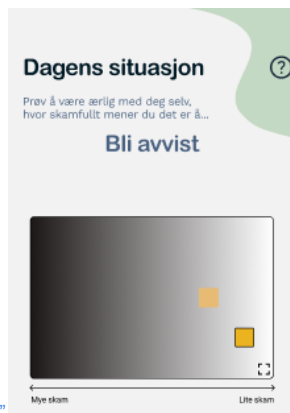 Dagens situasjon
?
Prøv å være ærlig med deg selv,
hvor skamfullt mener du det er å...
Bli avvist
Mye skam
Lite skam